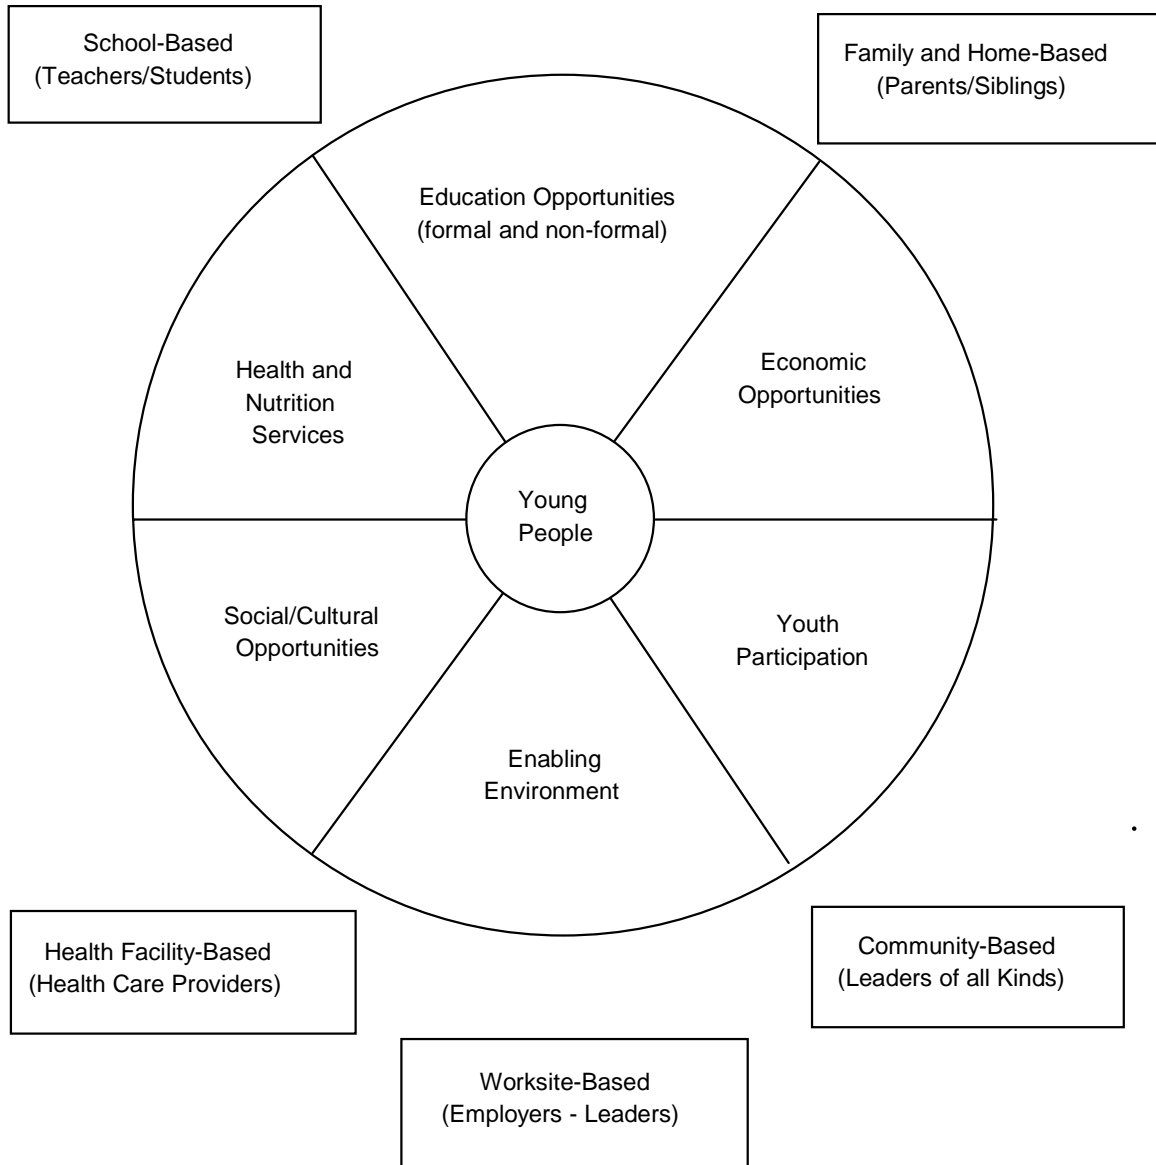 School-Based
(Teachers/Students)
Family and Home-Based
(Parents/Siblings)
Education Opportunities
(formal and non-formal)
Health and
Nutrition
Services
Economic
Opportunities
Young
People
Social/Cultural
Opportunities
Youth
Participation
Enabling
Environment
Health Facility-Based
(Health Care Providers)
Community-Based
(Leaders of all Kinds)
Worksite-Based
(Employers - Leaders)